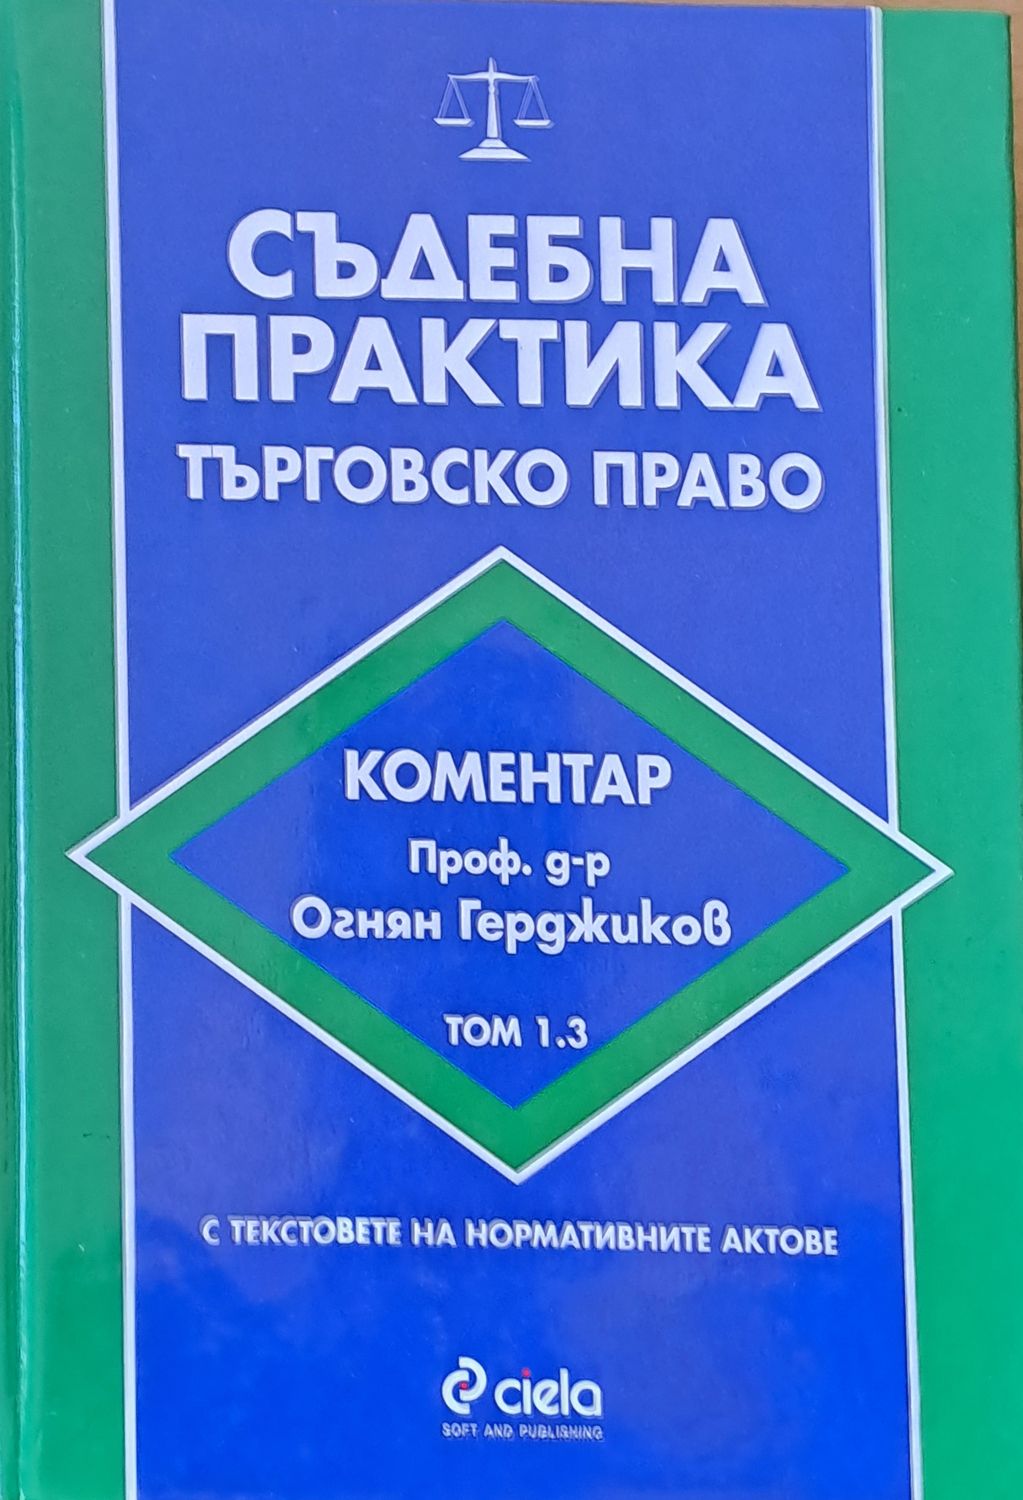 СЪДЕБНА
ПРАКТИКА
ТЪРГОВСКО ПРАВО
КОМЕНТАР
Проф. д-р
Огнян Герджиков
ТОМ 1.3
С ТЕКСТОВЕТЕ НА НОРМАТИВНИТЕ АКТОВЕ
ciela
SOFT AND PUBLISHING